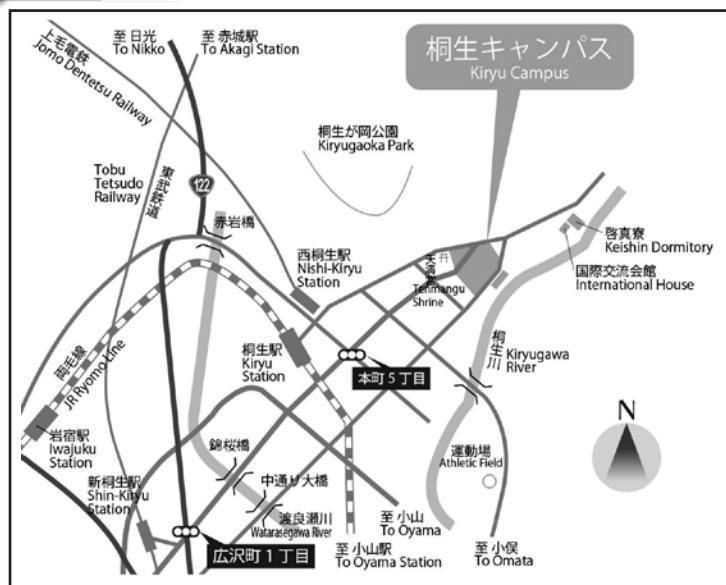 上毛電鉄
Jomo Dentetsu Railway
至 日光
To Nikko
至 赤城駅
To Akagi Station
桐生キャンパス
Kiryu Campus
桐生が岡公園
Kiryugaoka Park
Tobu
Tetsudo
Railway
東武鉄道
122
赤岩橋
西桐生駅
Nishi-Kiryu
Station
天満宮
Tenmangu
Shrine
啓真寮
Keishin Dormitory
国際交流会館
International House
桐生川
Kiryugawa
River
両毛線
JR Ryomo Line
桐生駅
Kiryu
Station
本町5丁目
岩宿駅
Iwajuku
Station
錦桜橋
中通り大橋
運動場
Athletic Field
N
新桐生駅
Shin-Kiryu
Station
渡良瀬川
Watarasegawa River
至 小山
To Oyama
広沢町1丁目
至 小山駅
To Oyama Station
至 小俣
To Omata